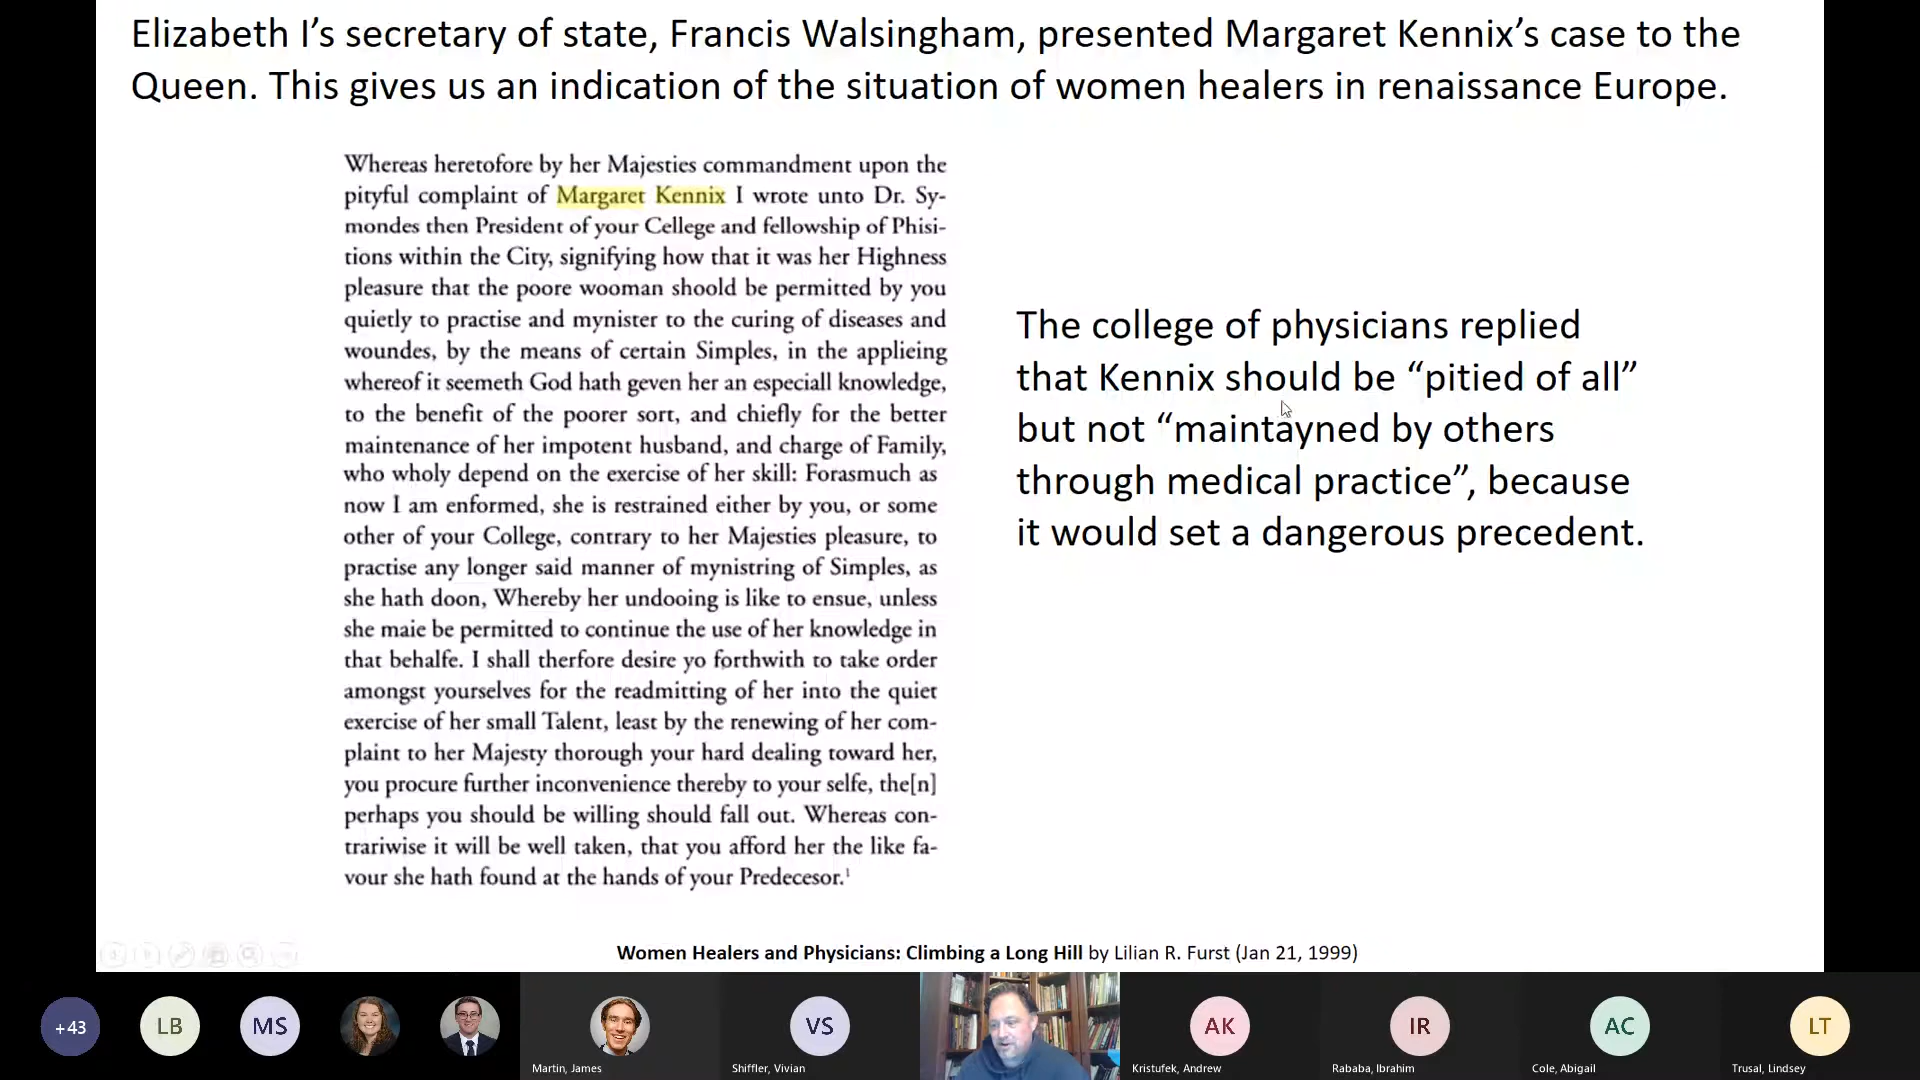 Elizabeth I’s secretary of state, Francis Walsingham, presented Margaret Kennix’s case to the
Queen. This gives us an indication of the situation of women healers in renaissance Europe.
Whereas heretofore by her Majesties commandment upon the
pityful complaint of Margaret Kennix I wrote unto Dr. Sy-
mondes then President of your Cellege and fellowship of Phisi-
tions within the City, signifying how that it was her Highness
pleasure that the poore wooman shoold be permitted by you
quietly to practise and mynister to the curing of diseases and
woundes, by the means of certain Simples, in the applieing
whereof it seemeth God hath geven her an especiall knowledge,
to the benefit of the poorer sort, and chiefly for the better
maintenance of her impotent husband, and charge of Family,
who wholy depend on the exercise of her skill: Forasmuch as
now I am enformed, she is restrained either by you, or some
other of your College, contrary to her Majesties pleasure, to
practise any longer said manner of mynistring of Simples, as
she hath doon, Whereby her undooing is like to ensue, unless
she maie be permitted to continue the use of her knowledge in
that behalfe. I shall therfore desire yo forthwith to take order
amongst yourselves for the readmitting of her into the quiet
exercise of her small Talent, least by the renewing of her com-
plaint to her Majesty thorough your hard dealing toward her,
you procure further inconvenience thereby to your selfe, the[n]
perhaps you should be willing should fall out. Whereas con-
trariwise it will be well taken, that you afford her the like fa-
vour she hath found at the hands of your Predecesor.¹
The college of physicians replied
that Kennix should be “pitied of all”
but not “maintayned by others
through medical practice”, because
it would set a dangerous precedent.
Women Healers and Physicians: Climbing a Long Hill by Lilian R. Furst (Jan 21, 1999)
+43
LB
MS
Martin, James
VS
Shiffler, Vivian
AK
Kristufek, Andrew
IR
Rababa, Ibrahim
AC
Cole, Abigail
LT
Trusal, Lindsey